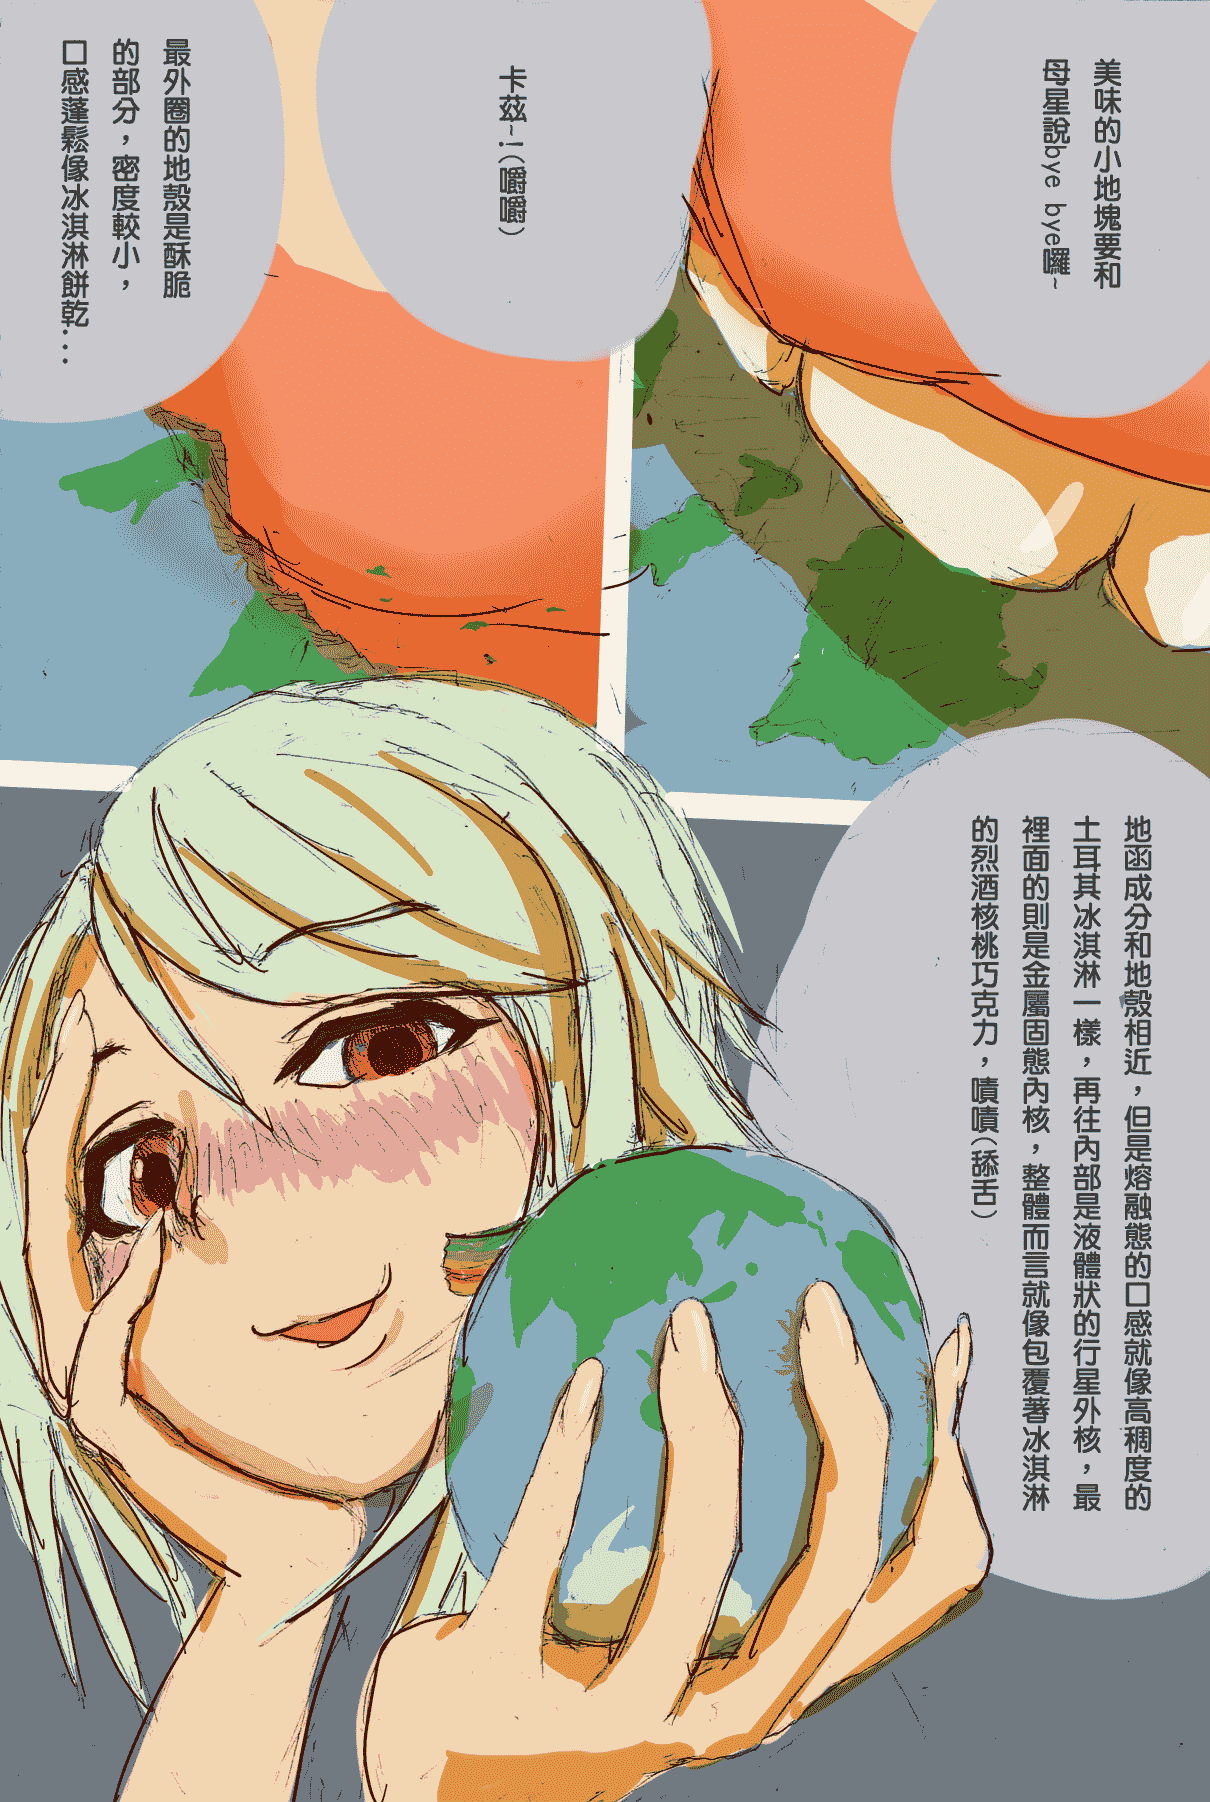 美味的小地塊要和
母星說bye bye囉~
卡茲~!(嚼嚼)
最外圈的地殼是酥脆
的部分，密度較小，
口感蓬鬆像冰淇淋餅乾...
地函成分和地殼相近，但是熔融態的口感就像高稠度的
土耳其冰淇淋一樣，再往內部是液體狀的行星外核，最
裡面的則是金屬固態內核，整體而言就像包覆著冰淇淋
的烈酒核桃巧克力，嘖嘖(舔舌)